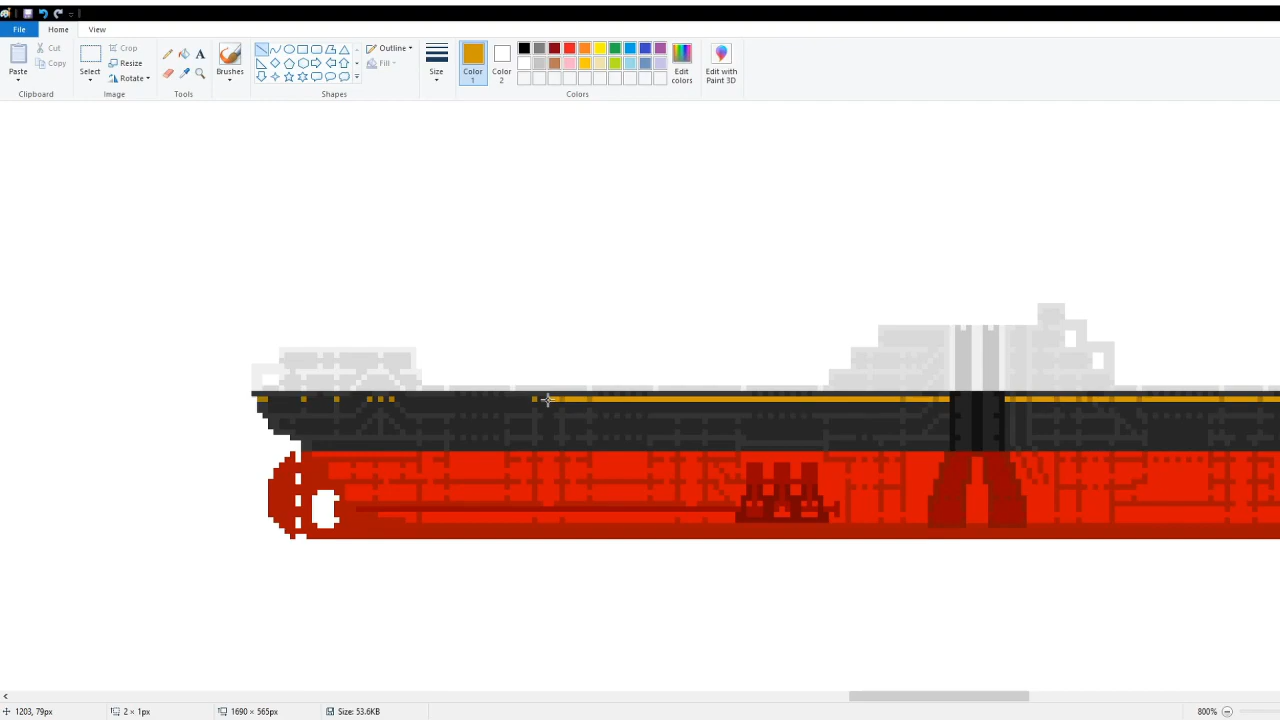 File Home View
Paste
Cut
Copy
Clipboard
Select
Crop
Resize
Rotate
Image
A
Tools
Brushes
Outline
Fill
Shapes
Size
Color 1
Color 2
Edit colors
Colors
Edit with Paint 3D
1203, 79px 2 × 1px 1690 × 565px Size: 53.6KB 800%